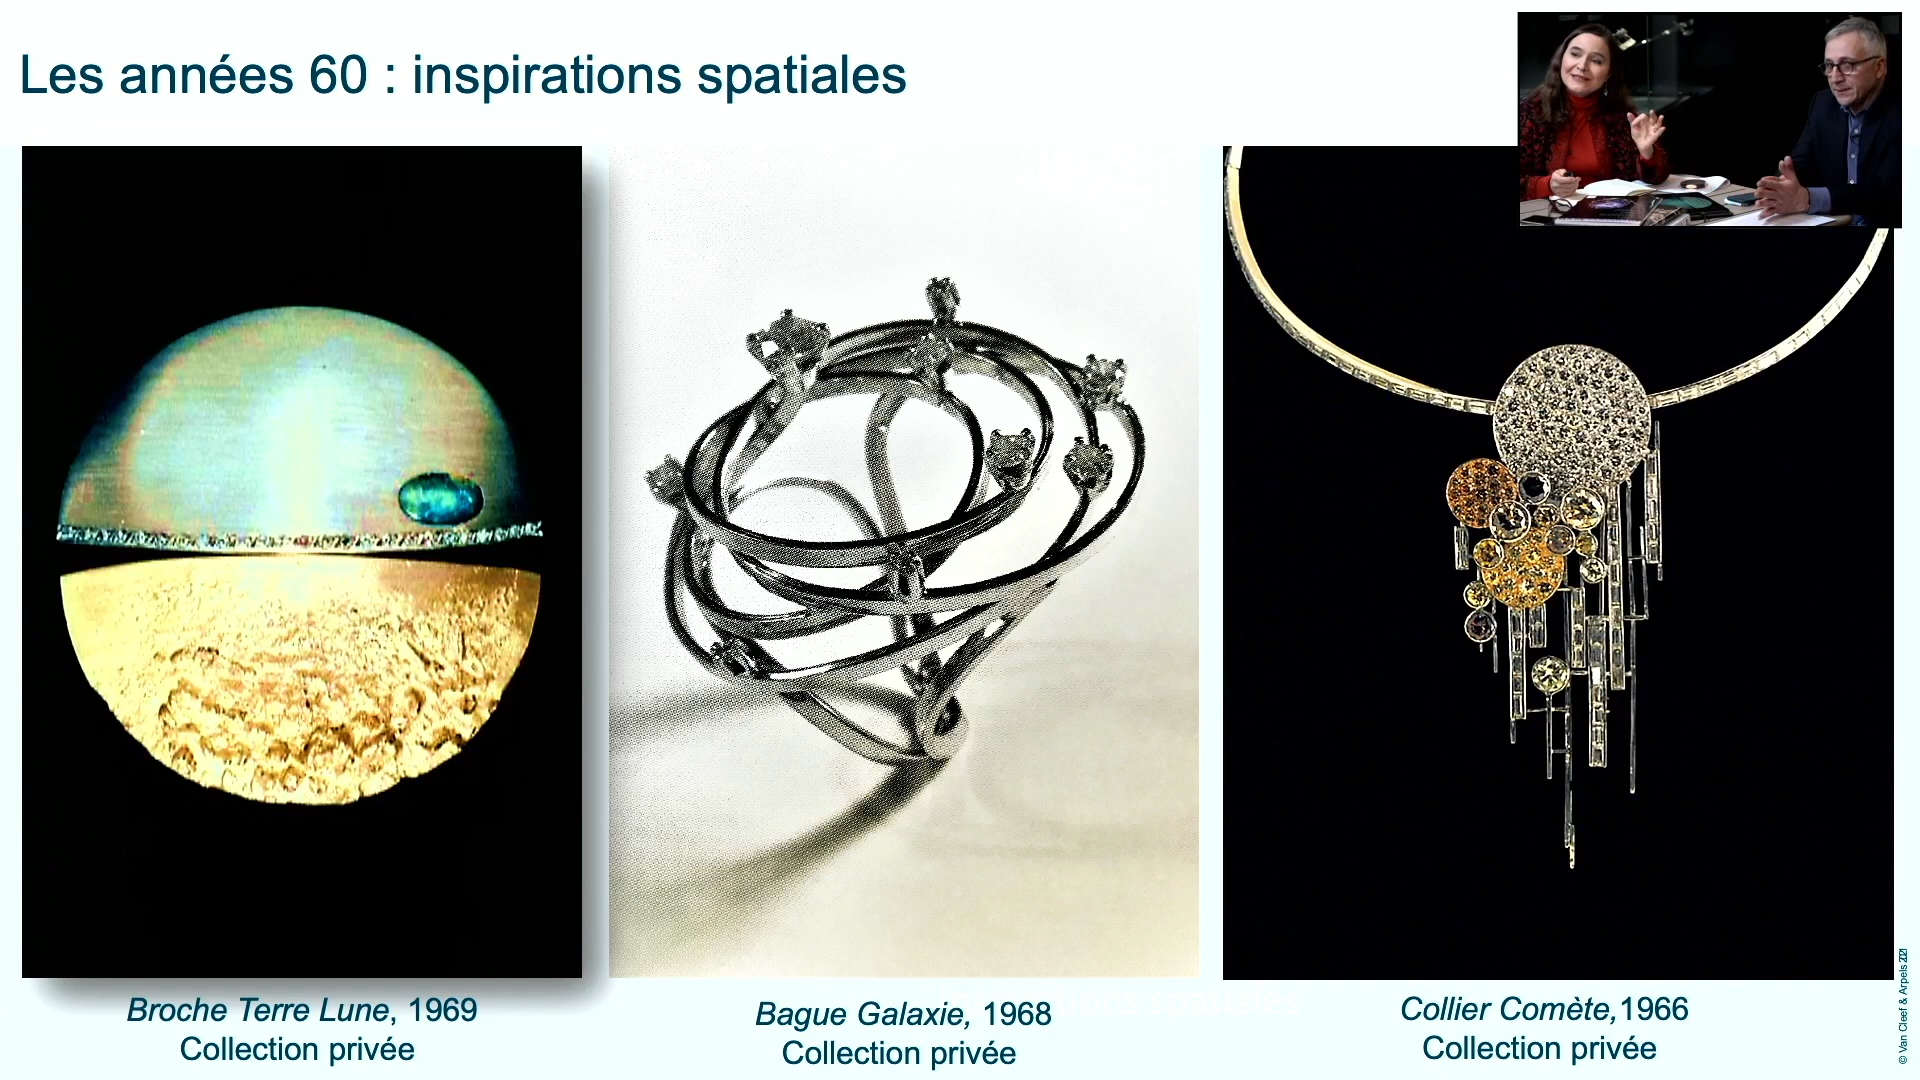 Les années 60 : inspirations spatiales
Broche Terre Lune, 1969
Collection privée
Bague Galaxie, 1968
Collection privée
Collier Comète,1966
Collection privée
© Van Cleef & Arpels